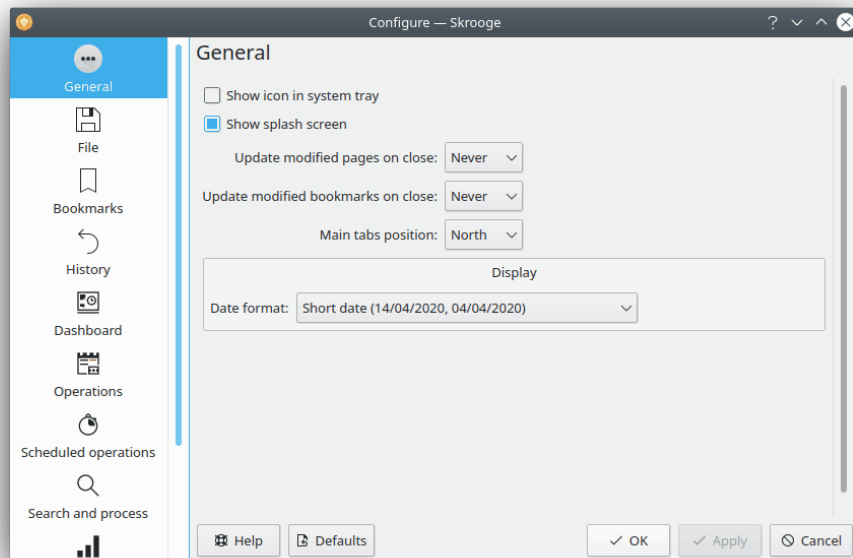 Configure — Skrooge
General
File
Bookmarks
History
Dashboard
Operations
Scheduled operations
Search and process
General
Show icon in system tray
Show splash screen
Update modified pages on close: Never
Update modified bookmarks on close: Never
Main tabs position: North
Display
Date format: Short date (14/04/2020, 04/04/2020)
Help Defaults OK Apply Cancel